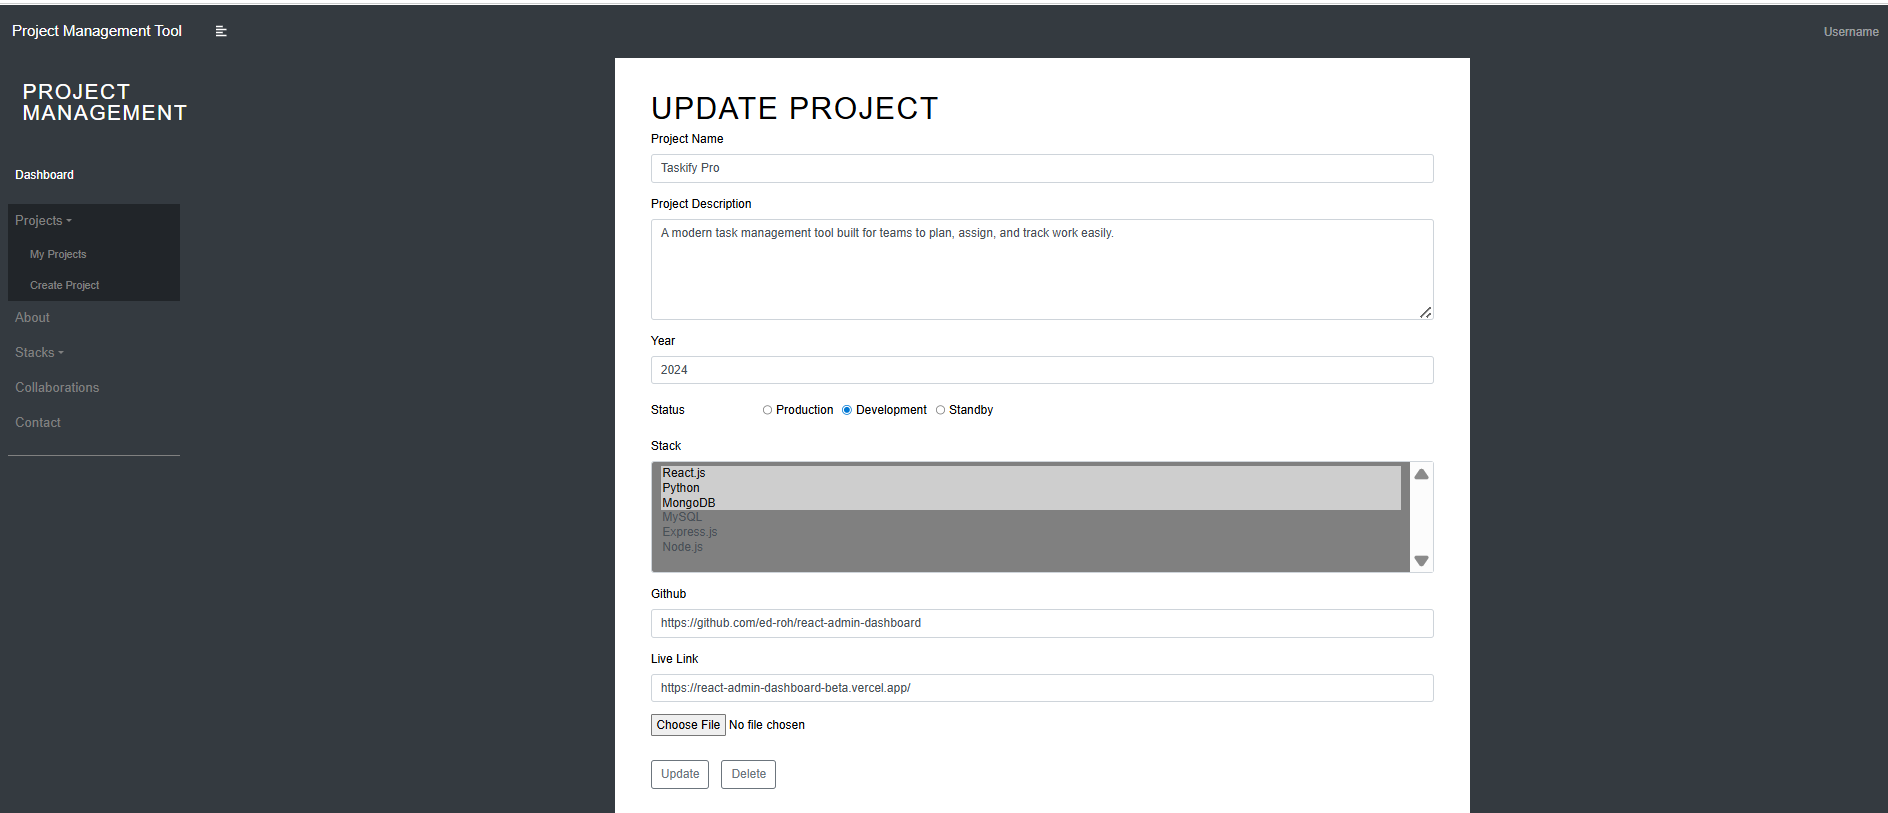 Project Management Tool
Username
PROJECT
MANAGEMENT
Dashboard
Projects
My Projects
Create Project
About
Stacks
Collaborations
Contact
UPDATE PROJECT
Project Name
Taskify Pro
Project Description
A modern task management tool built for teams to plan, assign, and track work easily.
Year
2024
Status Production Development Standby
Stack
React.js
Python
MongoDB
MySQL
Express.js
Node.js
Github
https://github.com/ed-roh/react-admin-dashboard
Live Link
https://react-admin-dashboard-beta.vercel.app/
Choose File No file chosen
Update Delete